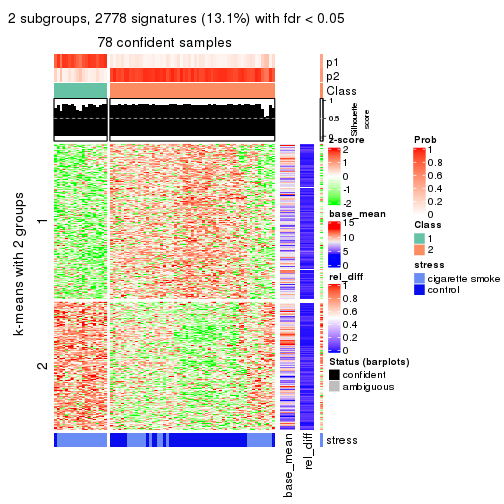 2 subgroups, 2778 signatures (13.1%) with fdr < 0.05
78 confident samples
p1
p2
Class
1
0.5
0
Silhouette
score
k-means with 2 groups
1
2
stress
base_mean
rel_diff
z-score
2
1
0
-1
-2
base_mean
15
10
5
0
rel_diff
1
0.8
0.6
0.4
0.2
0
Status (barplots)
confident
ambiguous
Prob
1
0.8
0.6
0.4
0.2
0
Class
1
2
stress
cigarette smoke
control